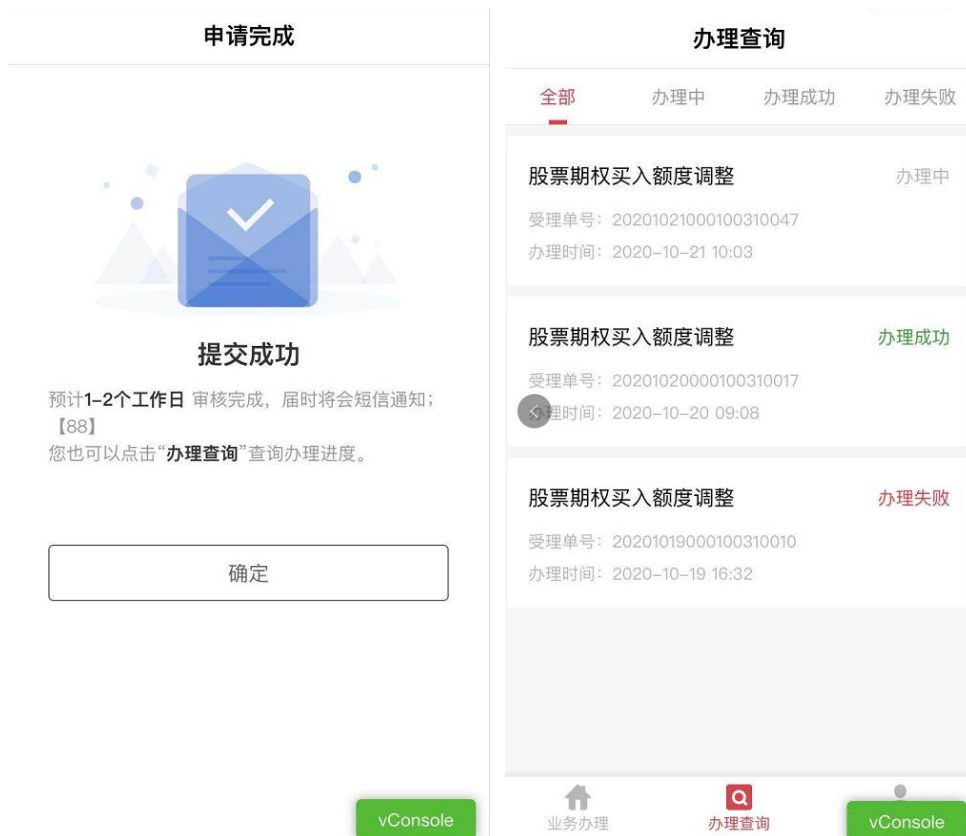 申请完成
提交成功
预计1-2个工作日 审核完成，届时将会短信通知；
【88】
您也可以点击“办理查询”查询办理进度。
确定
vConsole
办理查询
全部 办理中 办理成功 办理失败
股票期权买入额度调整 办理中
受理单号：20201021000100310047
办理时间：2020-10-21 10:03
股票期权买入额度调整 办理成功
受理单号：20201020000100310017
理时间：2020-10-20 09:08
股票期权买入额度调整 办理失败
受理单号：20201019000100310010
办理时间：2020-10-19 16:32
业务办理 办理查询 vConsole